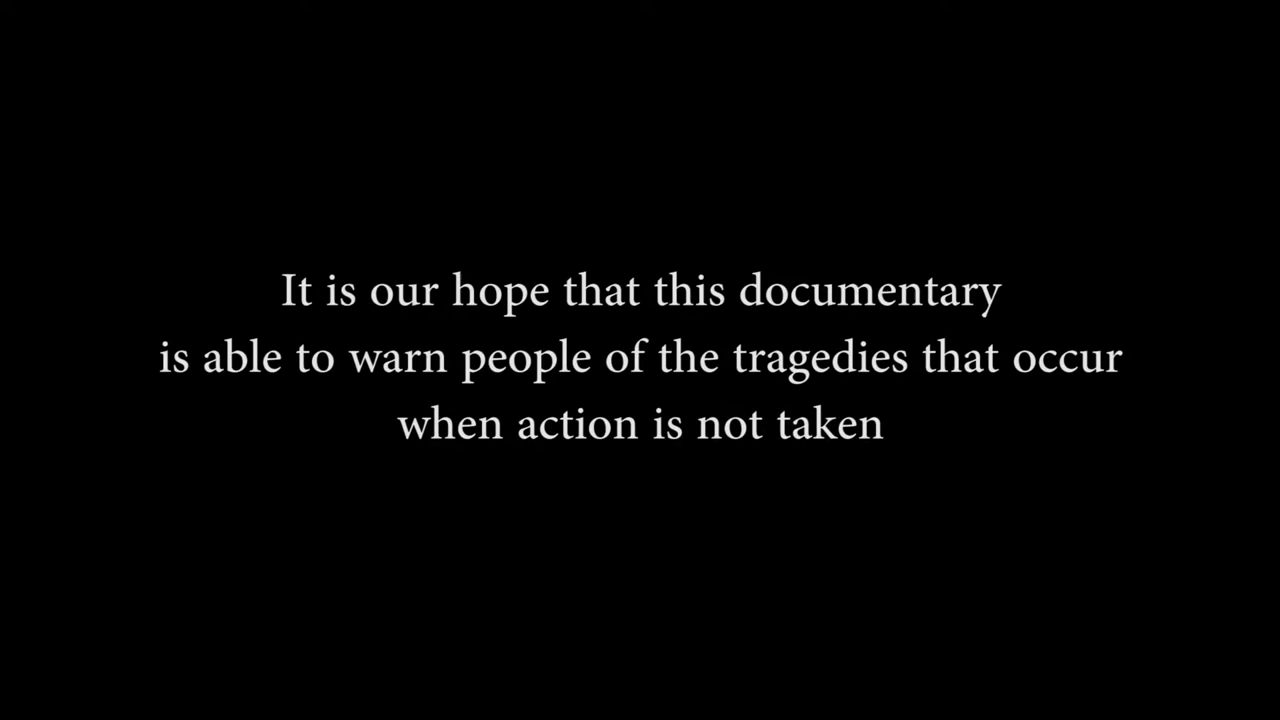 It is our hope that this documentary
is able to warn people of the tragedies that occur
when action is not taken